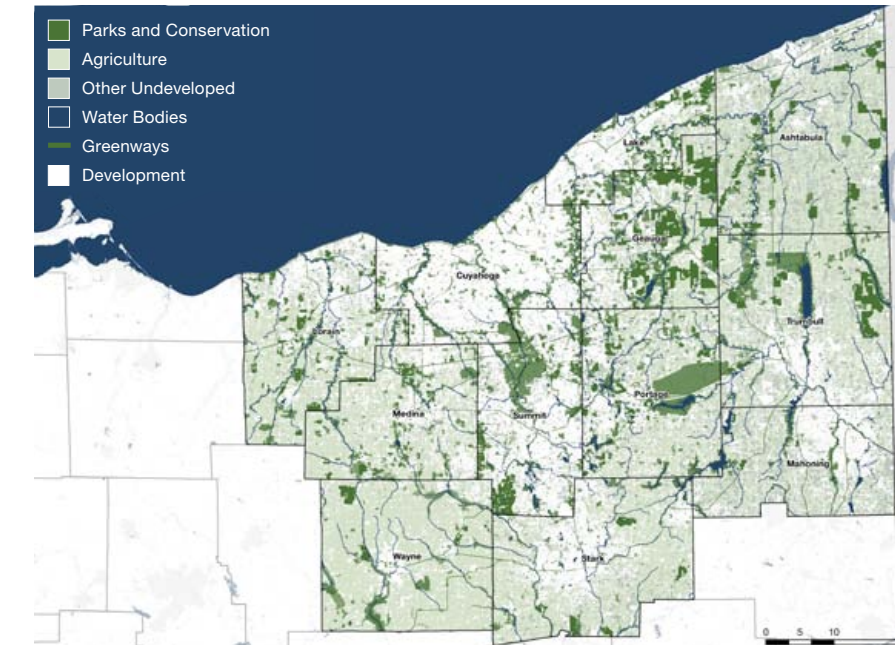 Parks and Conservation
Agriculture
Other Undeveloped
Water Bodies
Greenways
Development
Ashtabula
Lake
Geauga
Cuyahoga
Lorain
Trumbull
Portage
Medina
Summit
Mahoning
Wayne
Stark
0 5 10